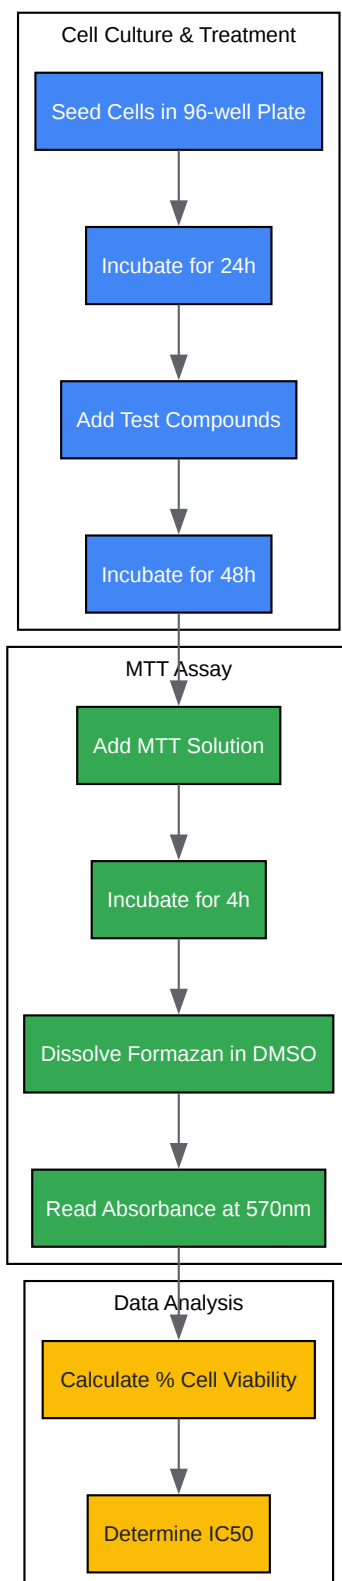 Cell Culture & Treatment
Seed Cells in 96-well Plate
Incubate for 24h
Add Test Compounds
Incubate for 48h
MTT Assay
Add MTT Solution
Incubate for 4h
Dissolve Formazan in DMSO
Read Absorbance at 570nm
Data Analysis
Calculate % Cell Viability
Determine IC50